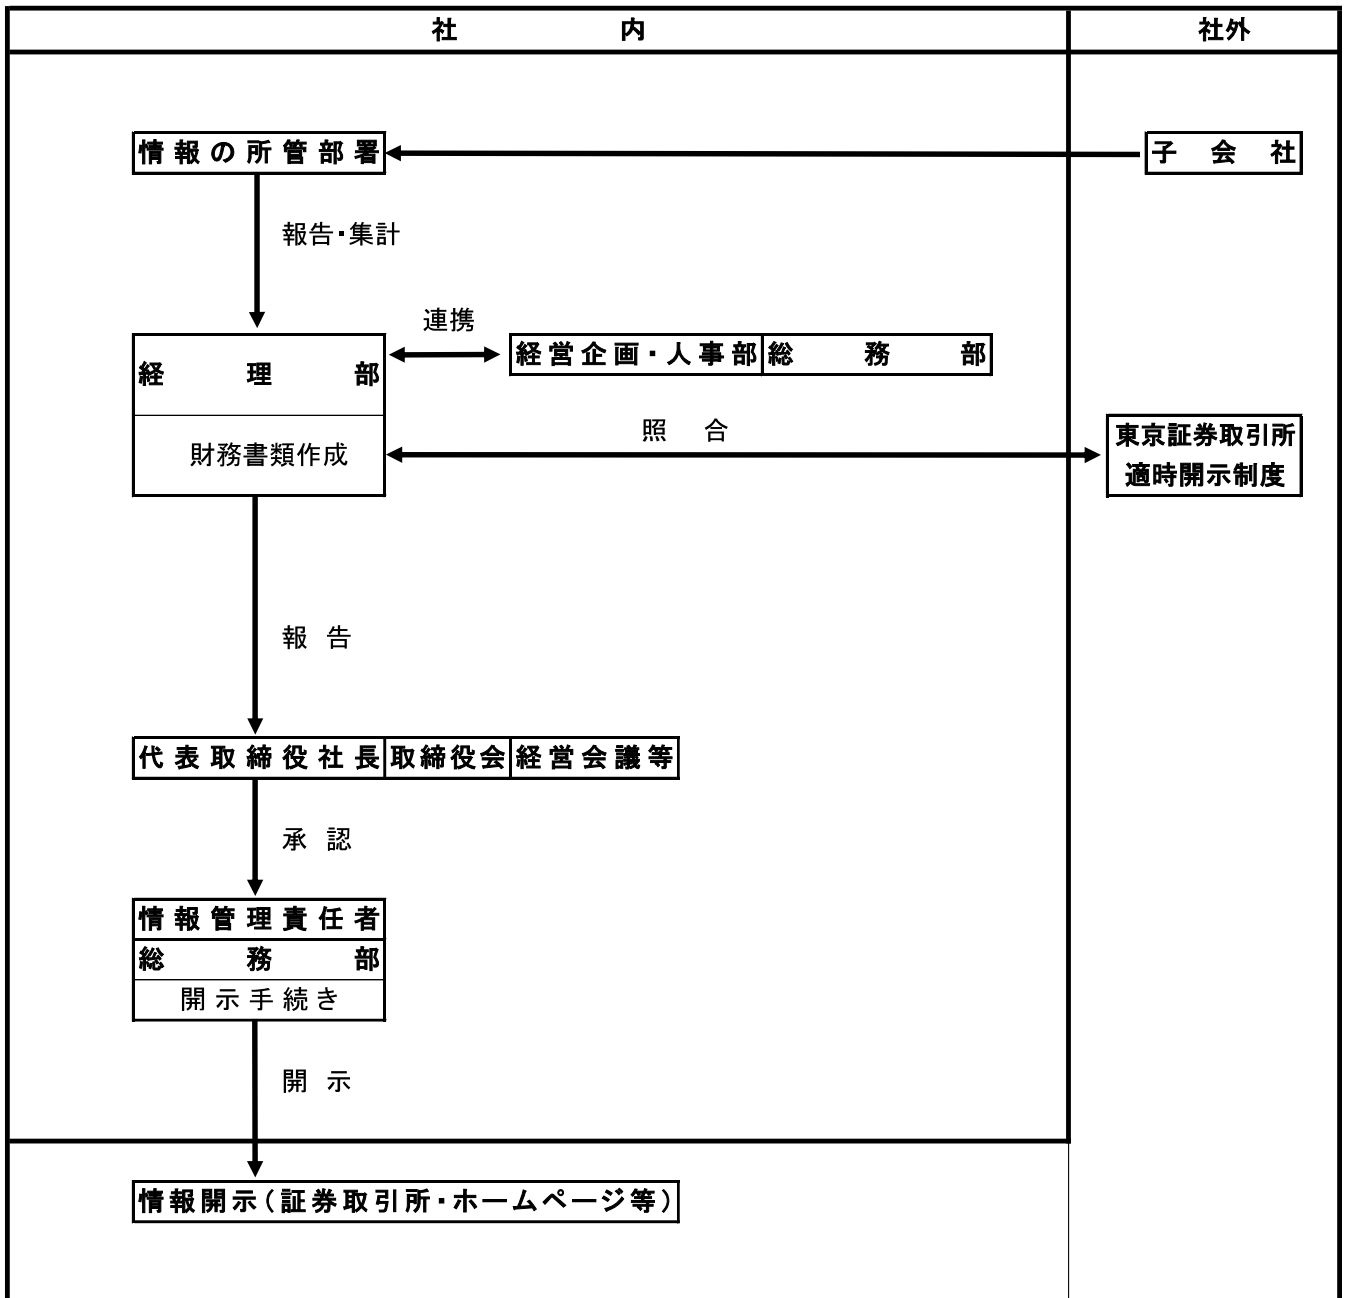 社内
社外
情報の所管部署
子会社
報告・集計
連携
経理部
経営企画・人事部
総務部
照合
財務書類作成
東京証券取引所
適時開示制度
報告
代表取締役社長
取締役会
経営会議等
承認
情報管理責任者
総務部
開示手続き
開示
情報開示(証券取引所・ホームページ等)